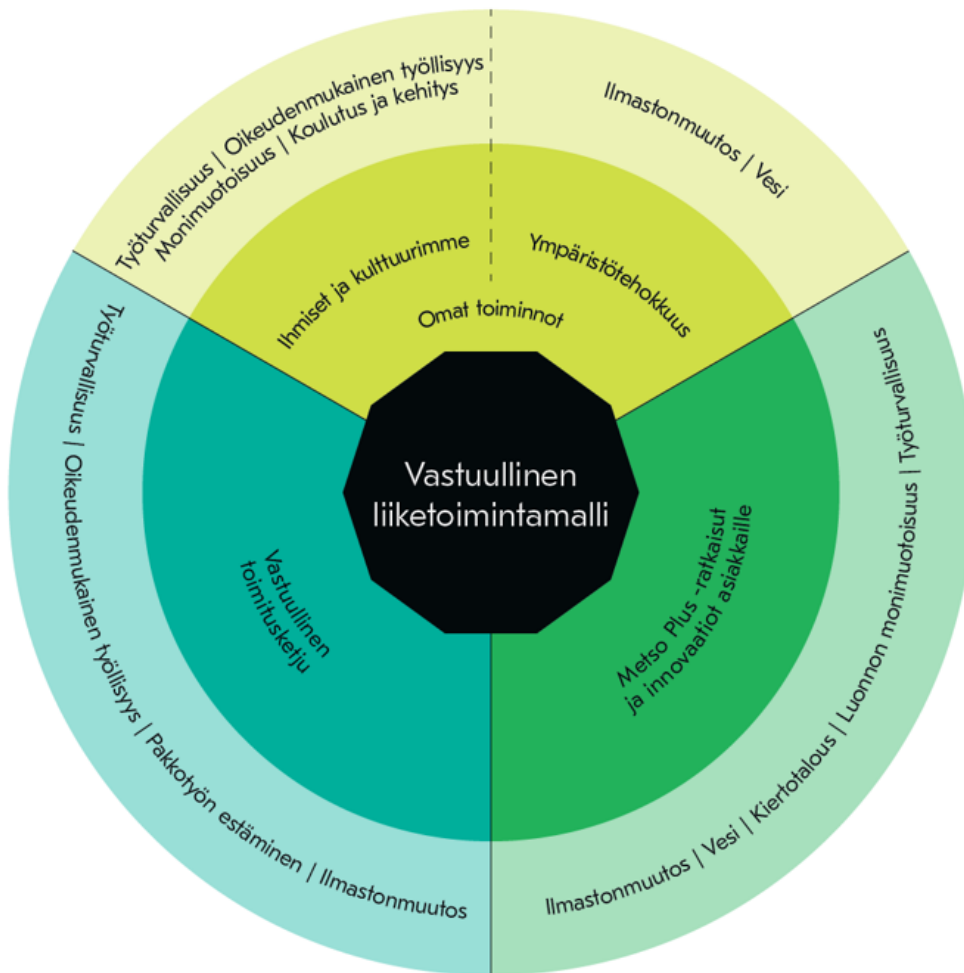 Työturvallisuus | Oikeudenmukainen työllisyys
Monimuotoisuus | Koulutus ja kehitys
Ilmastonmuutos | Vesi
Ihmiset ja kulttuurimme
Ympäristötehokkuus
Omat toiminnot
Vastuullinen
liiketoimintamalli
Työturvallisuus | Oikeudenmukainen työllisyys | Pakkotyön estäminen | Ilmastonmuutos
Vastuullinen
toimitusketju
Metso Plus -ratkaisut
ja innovaatiot asiakkaille
Ilmastonmuutos | Vesi | Kiertotalous | Luonnon monimuotoisuus | Työturvallisuus